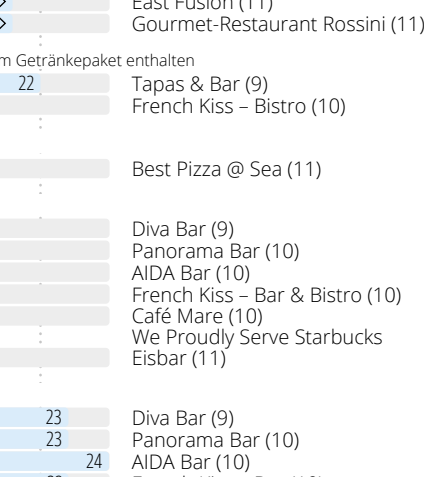 East Fusion (11)
Gourmet-Restaurant Rossini (11)
m Getränkepaket enthalten
22 Tapas & Bar (9)
French Kiss – Bistro (10)
Best Pizza @ Sea (11)
Diva Bar (9)
Panorama Bar (10)
AIDA Bar (10)
French Kiss – Bar & Bistro (10)
Café Mare (10)
We Proudly Serve Starbucks
Eisbar (11)
23 Diva Bar (9)
23 Panorama Bar (10)
24 AIDA Bar (10)